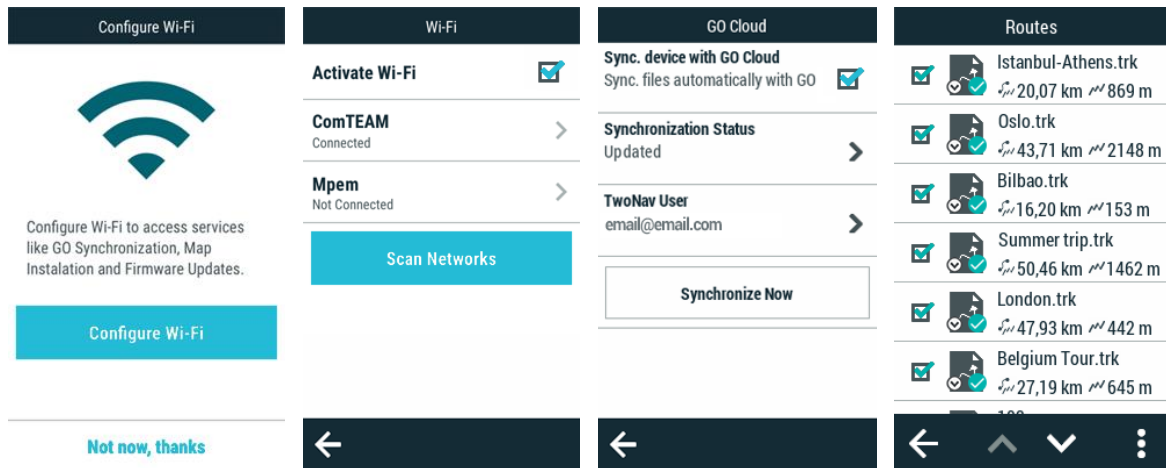 Configure Wi-Fi
Configure Wi-Fi to access services
like GO Synchronization, Map
Instalation and Firmware Updates.
Configure Wi-Fi
Not now, thanks
Wi-Fi
Activate Wi-Fi
ComTEAM
Connected
Mpem
Not Connected
Scan Networks
GO Cloud
Sync. device with GO Cloud
Sync. files automatically with GO
Synchronization Status
Updated
TwoNav User
email@email.com
Synchronize Now
Routes
Istanbul-Athens.trk
20,07 km 869 m
Oslo.trk
43,71 km 2148 m
Bilbao.trk
16,20 km 153 m
Summer trip.trk
50,46 km 1462 m
London.trk
47,93 km 442 m
Belgium Tour.trk
27,19 km 645 m